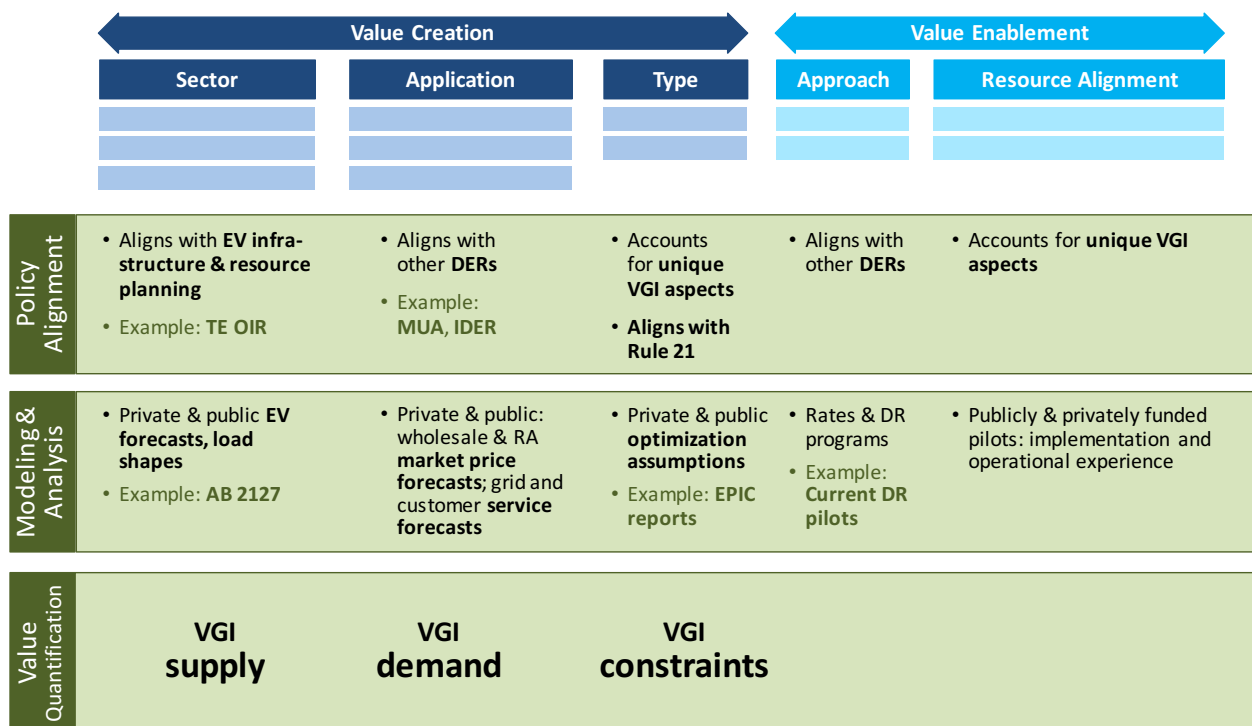 Value Creation
Value Enablement
Sector
Application
Type
Approach
Resource Alignment
Policy
Alignment
• Aligns with EV infra-
structure & resource
planning
• Example: TE OIR
• Aligns with
other DERs
• Example:
MUA, IDER
• Accounts
for unique
VGI aspects
• Aligns with
Rule 21
• Aligns with
other DERs
• Accounts for unique VGI
aspects
Modeling &
Analysis
• Private & public EV
forecasts, load
shapes
• Example: AB 2127
• Private & public:
wholesale & RA
market price
forecasts; grid and
customer service
forecasts
• Private & public
optimization
assumptions
• Example: EPIC
reports
• Rates & DR
programs
• Example:
Current DR
pilots
• Publicly & privately funded
pilots: implementation and
operational experience
Value
Quantification
VGI
supply
VGI
demand
VGI
constraints